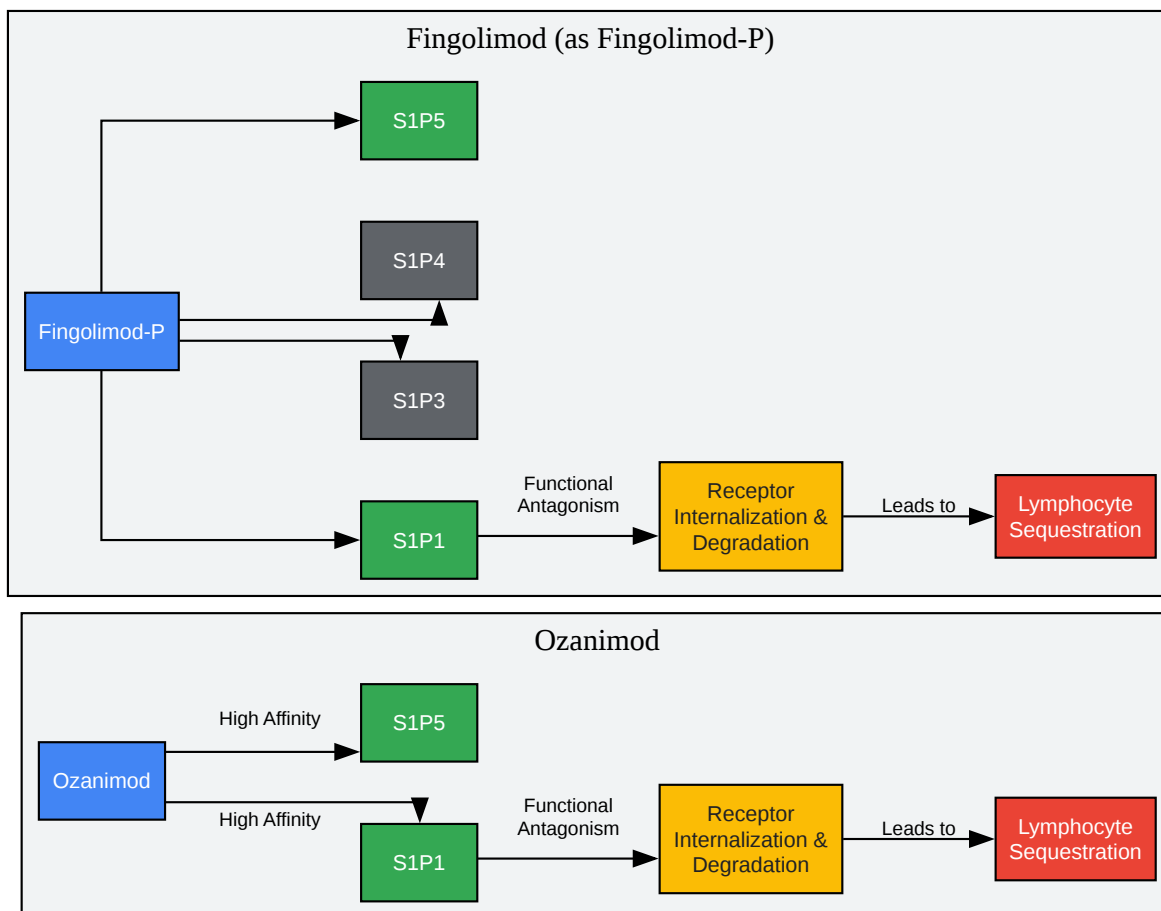 Fingolimod (as Fingolimod-P)
S1P5
S1P4
Fingolimod-P
S1P3
S1P1
Functional
Antagonism
Receptor
Internalization &
Degradation
Leads to
Lymphocyte
Sequestration
Ozanimod
High Affinity
S1P5
Ozanimod
High Affinity
S1P1
Functional
Antagonism
Receptor
Internalization &
Degradation
Leads to
Lymphocyte
Sequestration